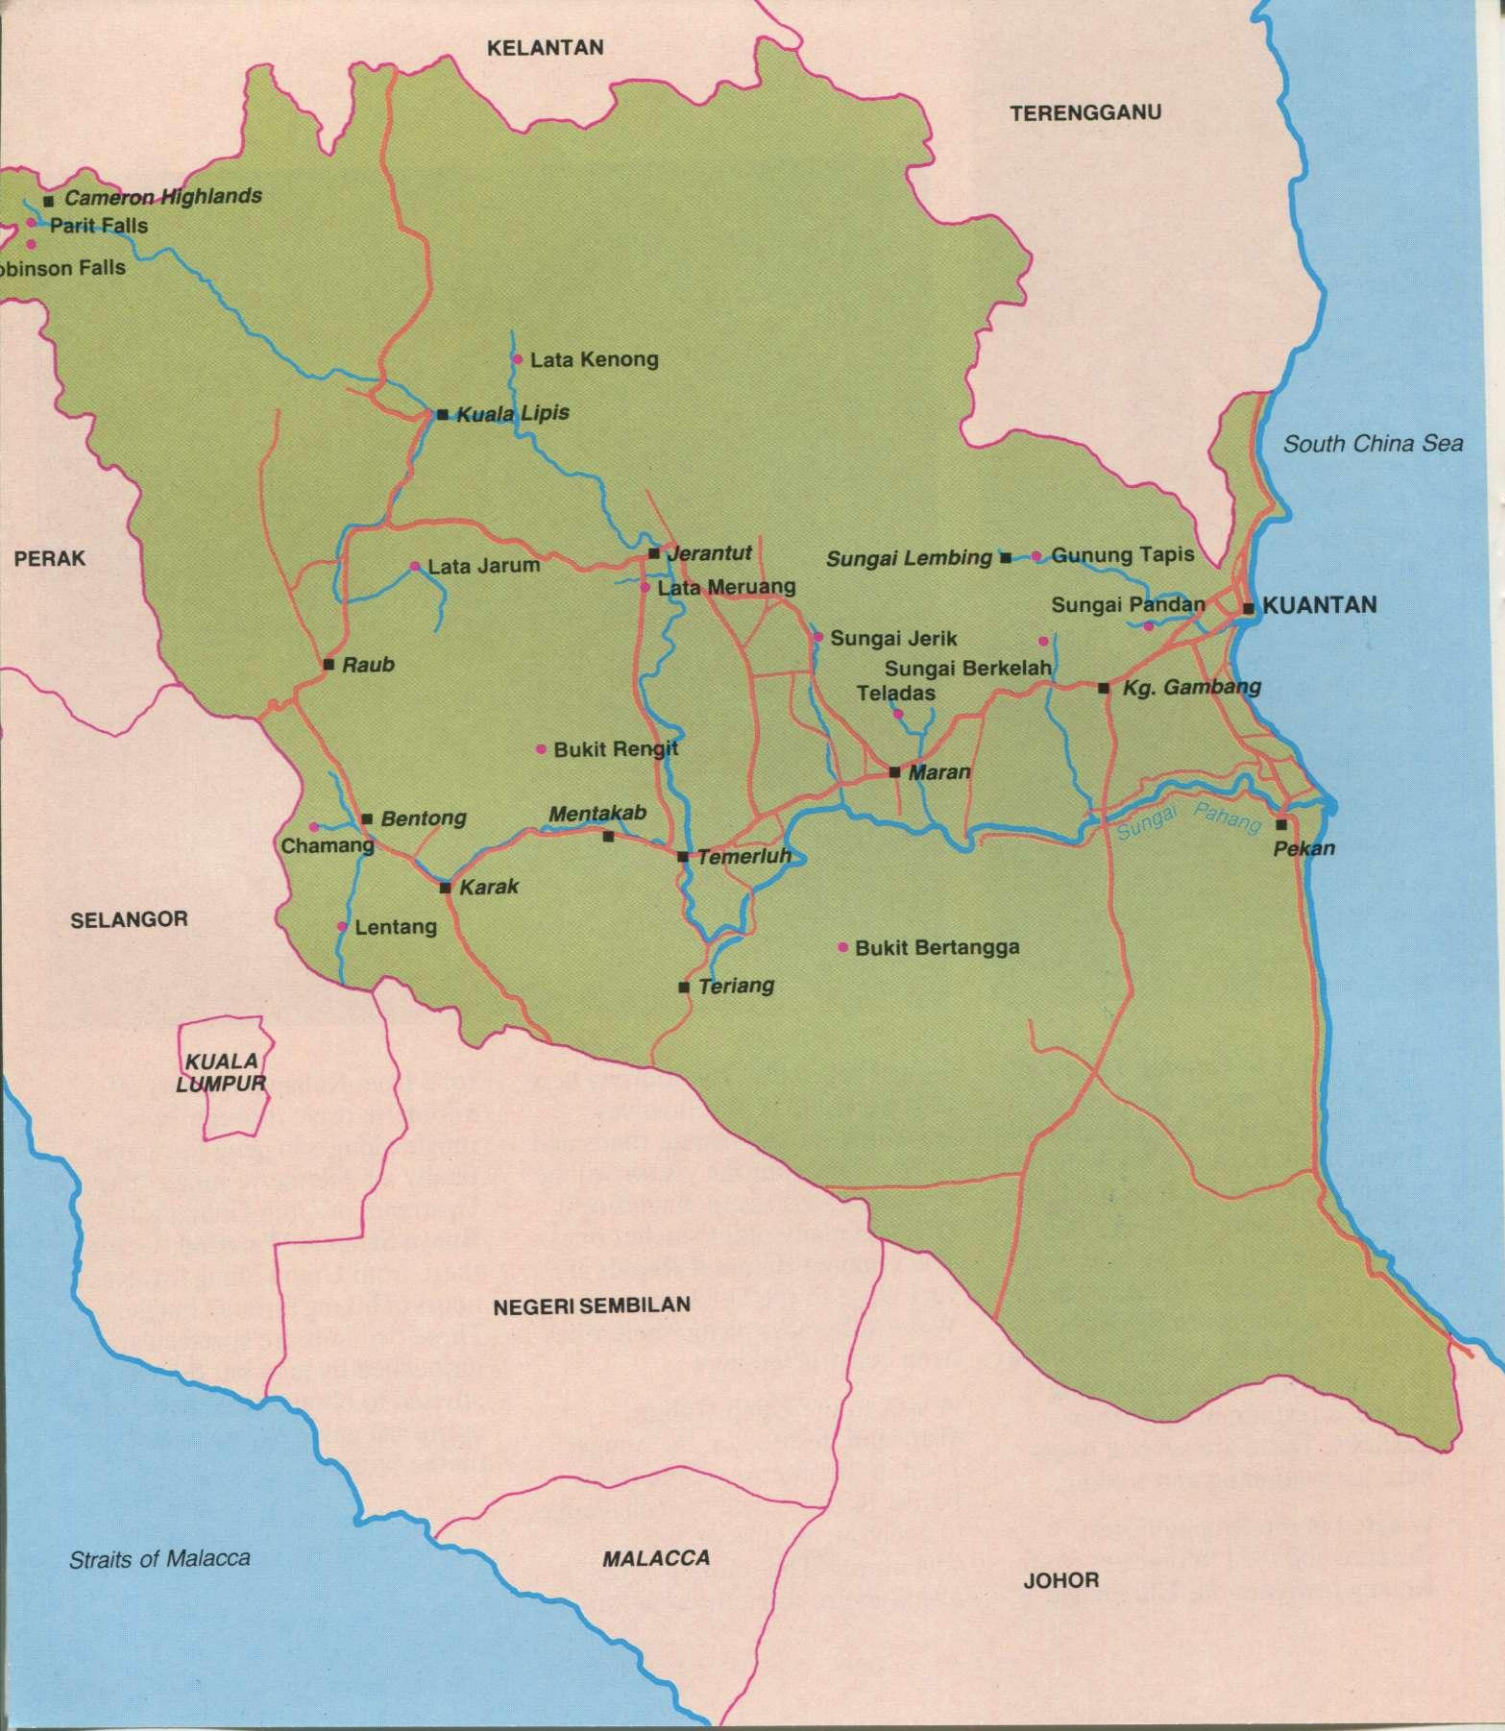 KELANTAN
TERENGGANU
Cameron Highlands
Parit Falls
obinson Falls
Lata Kenong
Kuala Lipis
South China Sea
PERAK
Jerantut
Sungai Lembing
Gunung Tapis
Lata Jarum
Lata Meruang
Sungai Pandan
KUANTAN
Sungai Jerik
Raub
Sungai Berkelah
Teladas
Kg. Gambang
Bukit Rengit
Maran
Bentong
Mentakab
Sungai Pahang
Chamang
Temerluh
Pekan
Karak
SELANGOR
Lentang
Bukit Bertangga
Teriang
KUALA
LUMPUR
NEGERI SEMBILAN
Straits of Malacca
MALACCA
JOHOR